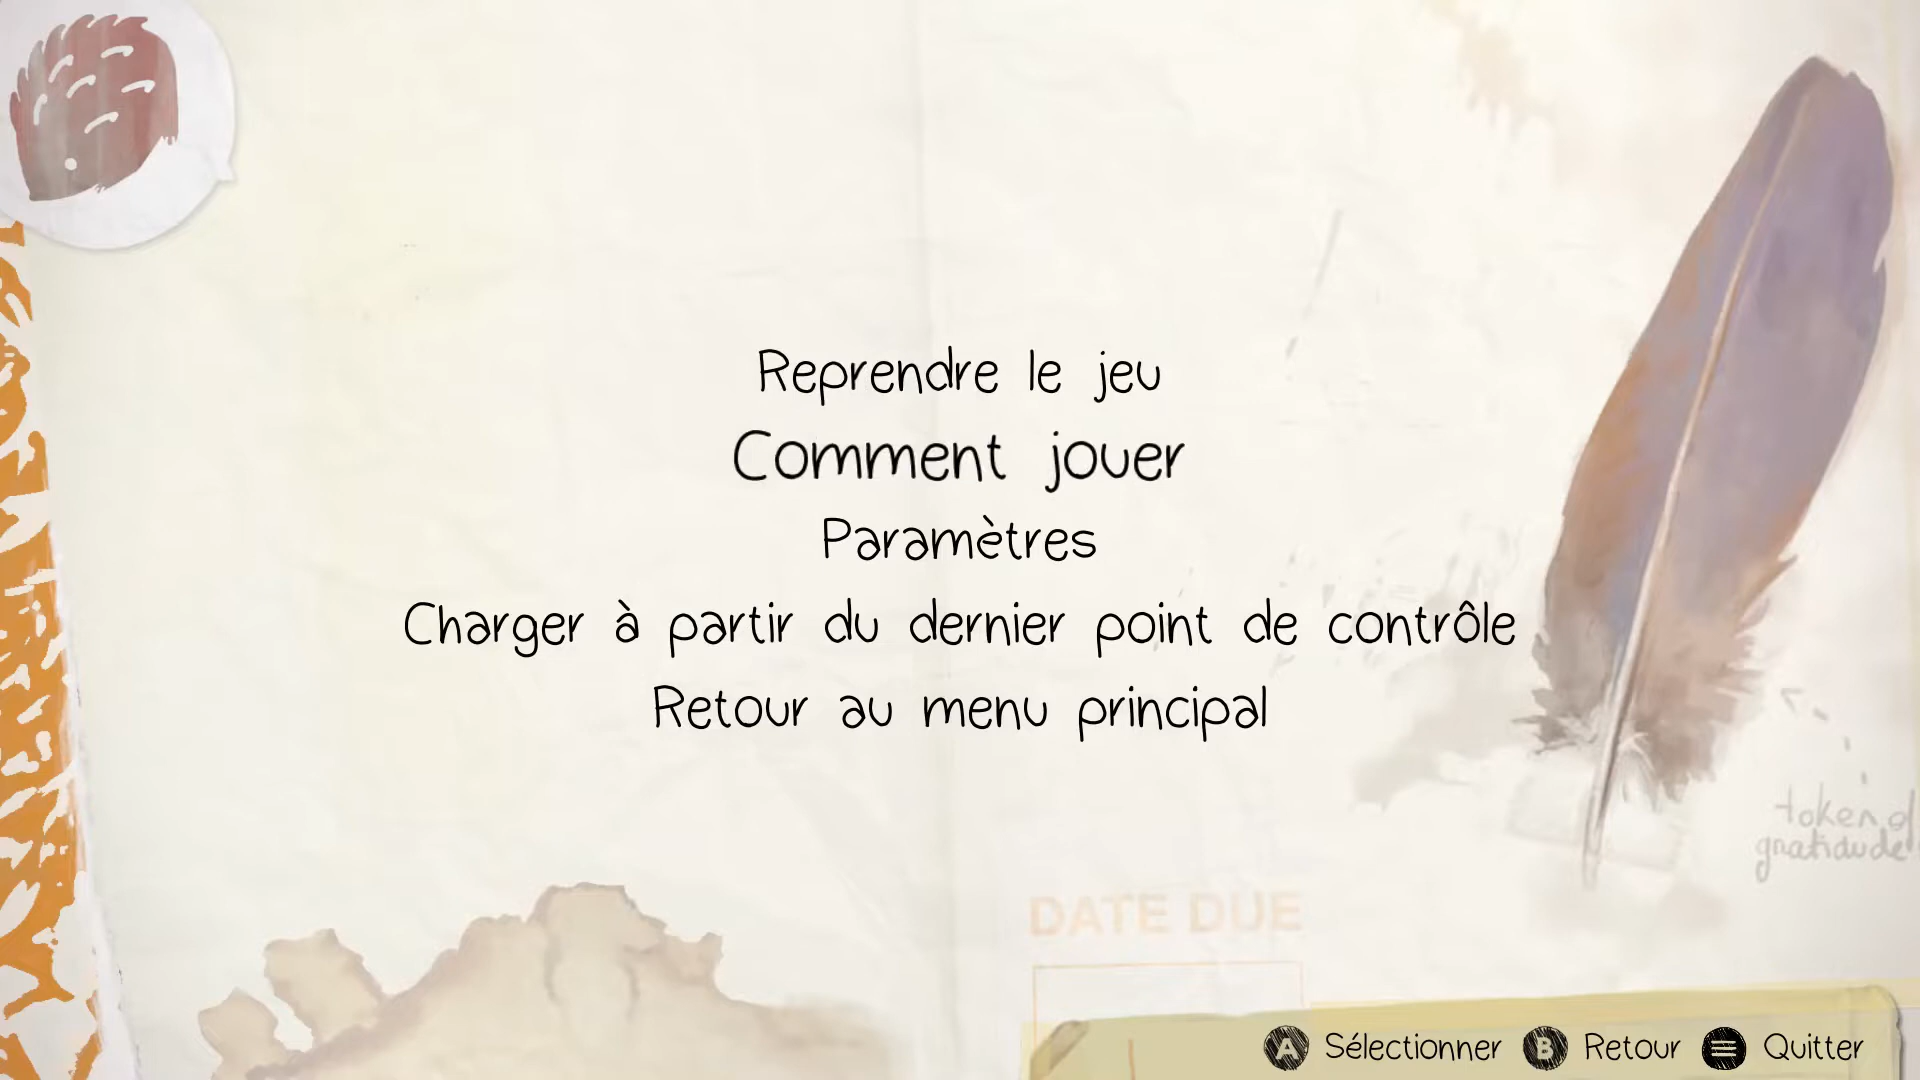 Reprendre le jeu
Comment jouer
Paramètres
Charger à partir du dernier point de contrôle
Retour au menu principal
token of
gratidude
DATE DUE
A Sélectionner B Retour Quitter